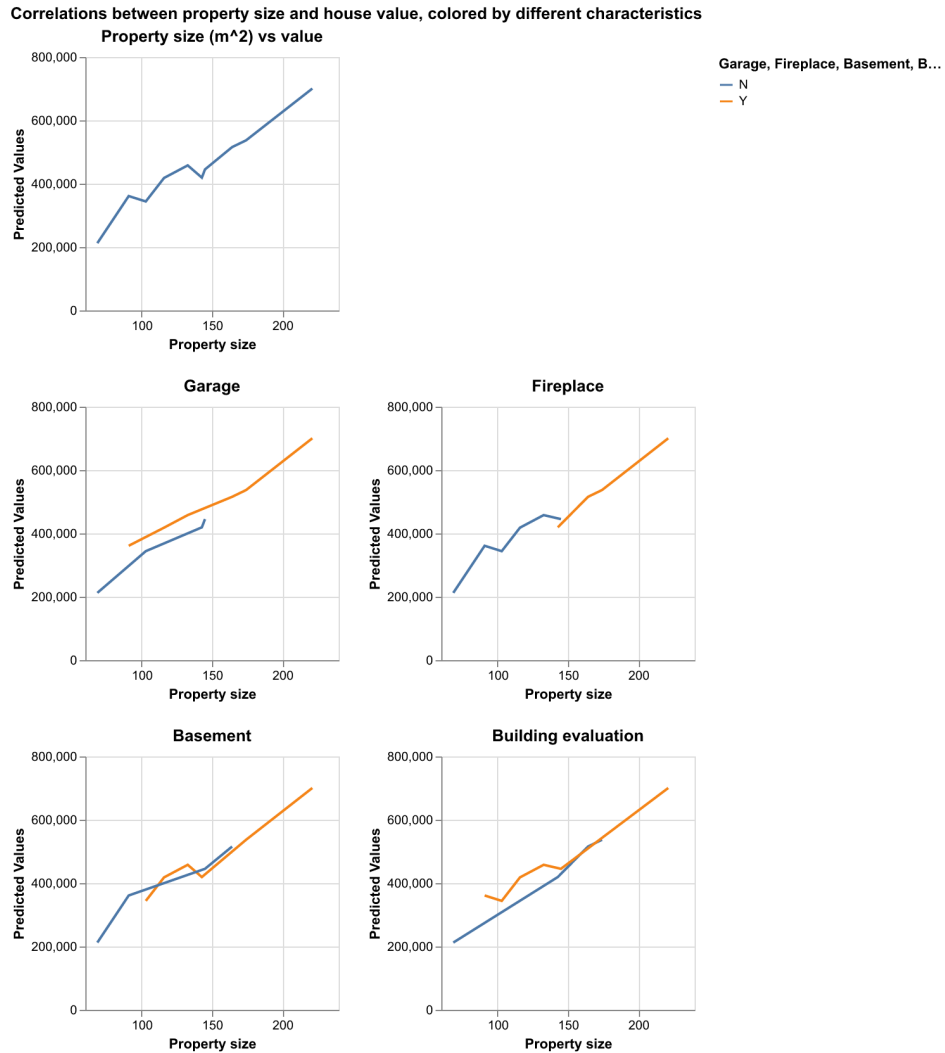 Correlations between property size and house value, colored by different characteristics
Property size (m^2) vs value
Garage, Fireplace, Basement, B…
N
Y
800,000
600,000
400,000
200,000
0
Predicted Values
100 150 200
Property size
Garage
800,000
600,000
400,000
200,000
0
Predicted Values
100 150 200
Property size
Fireplace
800,000
600,000
400,000
200,000
0
Predicted Values
100 150 200
Property size
Basement
800,000
600,000
400,000
200,000
0
Predicted Values
100 150 200
Property size
Building evaluation
800,000
600,000
400,000
200,000
0
Predicted Values
100 150 200
Property size